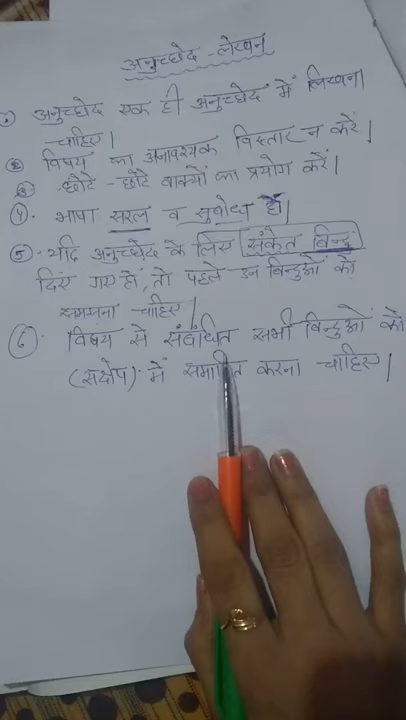 अनुच्छेद - लेखन
1. अनुच्छेद एक ही अनुच्छेद में लिखना
चाहिए।
2. विषय का अनावश्यक विस्तार न करें।
3. छोटे - छोटे वाक्यों का प्रयोग करें।
4. भाषा सरल व सुबोध हो।
5. यदि अनुच्छेद के लिए संकेत बिन्दु
दिए गए हों, तो पहले उन बिन्दुओं को
समझना चाहिए।
6. विषय से संबंधित सभी बिन्दुओं को
(संक्षेप) में समाहित करना चाहिए।